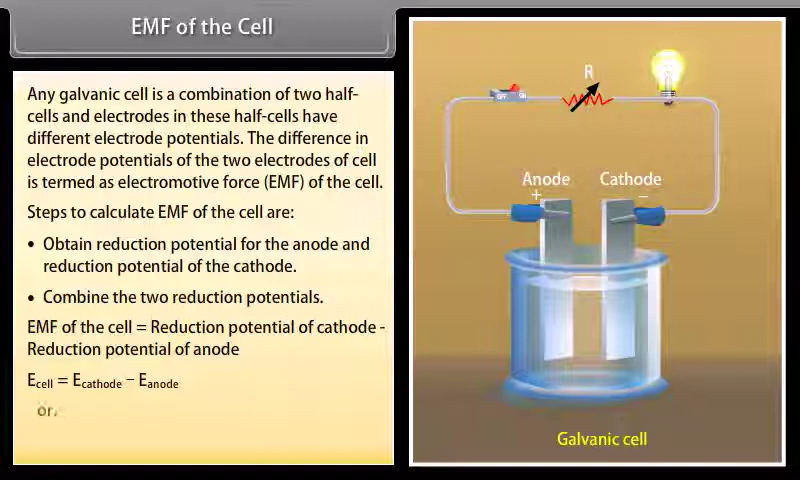 EMF of the Cell
Any galvanic cell is a combination of two half-
cells and electrodes in these half-cells have
different electrode potentials. The difference in
electrode potentials of the two electrodes of cell
is termed as electromotive force (EMF) of the cell.
Steps to calculate EMF of the cell are:
• Obtain reduction potential for the anode and
reduction potential of the cathode.
• Combine the two reduction potentials.
EMF of the cell = Reduction potential of cathode -
Reduction potential of anode
Ecell = Ecathode − Eanode
or,
R
OFF ON
Anode Cathode
+ −
Galvanic cell